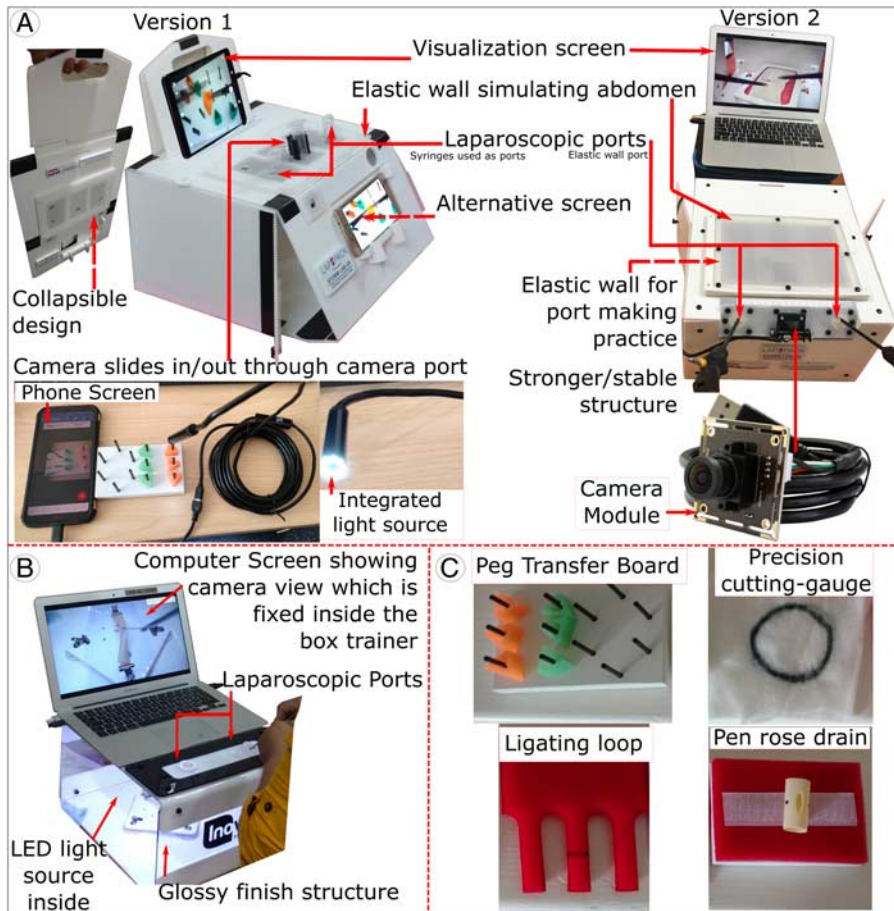 A
Version 1
Version 2
Visualization screen
Elastic wall simulating abdomen
Laparoscopic ports
Syringes used as ports
Elastic wall port
Alternative screen
Collapsible
design
Elastic wall for
port making
practice
Camera slides in/out through camera port
Stronger/stable
structure
Phone Screen
Integrated
light source
Camera
Module
B
Computer Screen showing
camera view which is
fixed inside the
box trainer
Laparoscopic Ports
LED light
source
inside
Glossy finish structure
Ino
C
Peg Transfer Board
Precision
cutting-gauge
Ligating loop
Pen rose drain